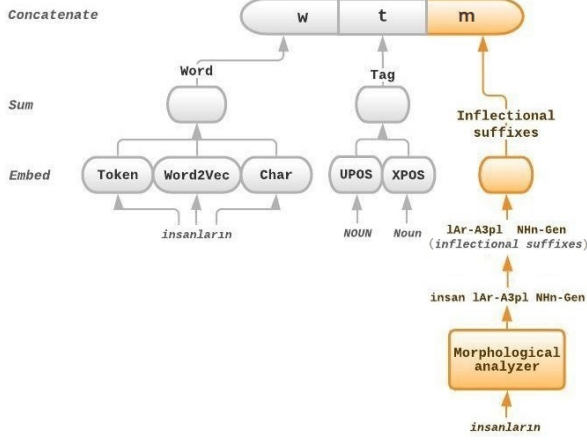 Concatenate
w t m
Word
Tag
Sum
Inflectional
suffixes
Embed
Token Word2Vec Char
UPOS XPOS
insanların
NOUN Noun
lAr-A3pl NHn-Gen
(inflectional suffixes)
insan lAr-A3pl NHn-Gen
Morphological
analyzer
insanların